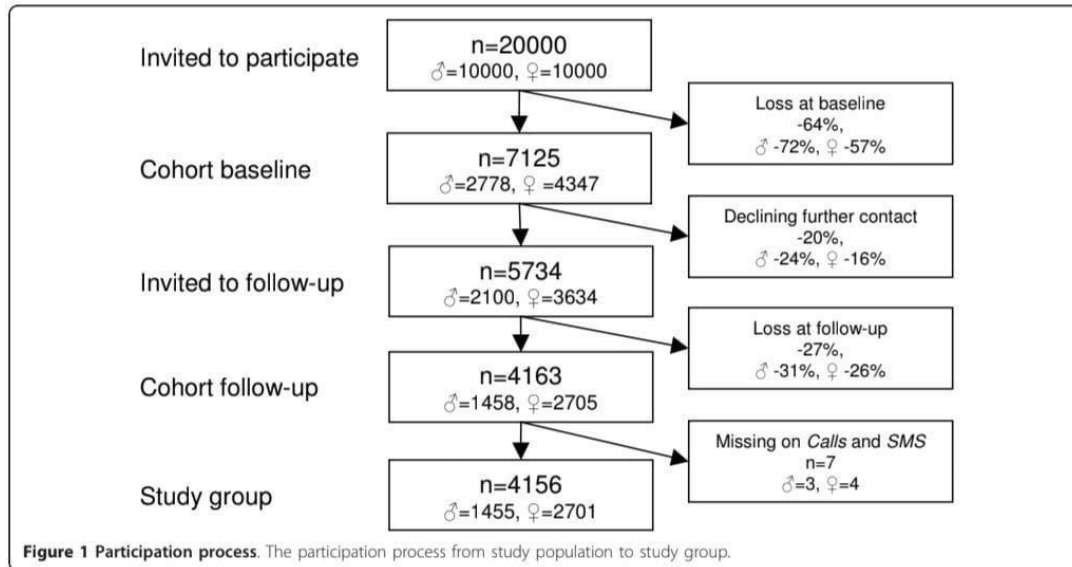 Invited to participate
n=20000
♂=10000, ♀=10000
Loss at baseline
-64%,
♂ -72%, ♀ -57%
Cohort baseline
n=7125
♂=2778, ♀ =4347
Declining further contact
-20%,
♂ -24%, ♀ -16%
Invited to follow-up
n=5734
♂=2100, ♀=3634
Loss at follow-up
-27%,
♂ -31%, ♀ -26%
Cohort follow-up
n=4163
♂=1458, ♀=2705
Missing on Calls and SMS
n=7
♂=3, ♀=4
Study group
n=4156
♂=1455, ♀=2701
Figure 1 Participation process. The participation process from study population to study group.